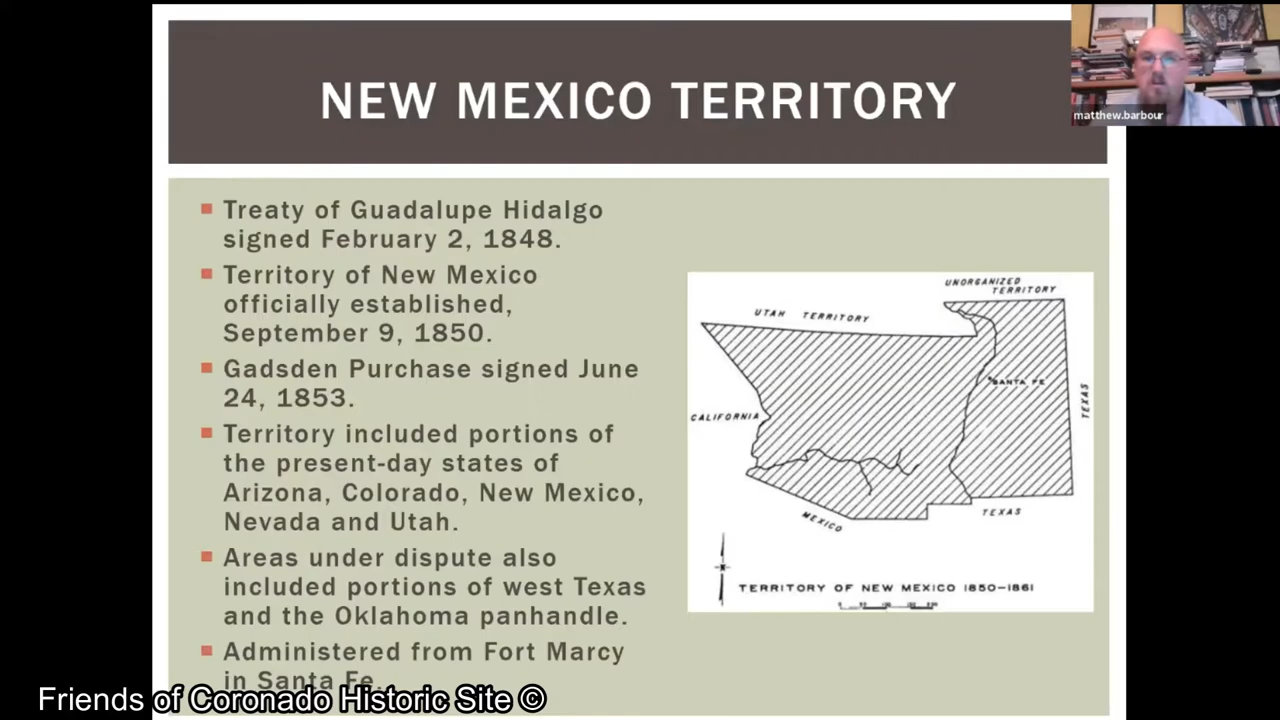 NEW MEXICO TERRITORY
matthew.barbour
Treaty of Guadalupe Hidalgo
signed February 2, 1848.
Territory of New Mexico
officially established,
September 9, 1850.
Gadsden Purchase signed June
24, 1853.
Territory included portions of
the present-day states of
Arizona, Colorado, New Mexico,
Nevada and Utah.
Areas under dispute also
included portions of west Texas
and the Oklahoma panhandle.
Administered from Fort Marcy
in Santa Fe.
UNORGANIZED
TERRITORY
UTAH TERRITORY
SANTA FE
CALIFORNIA
TEXAS
MEXICO
TEXAS
TERRITORY OF NEW MEXICO 1850-1861
Friends of Coronado Historic Site ©